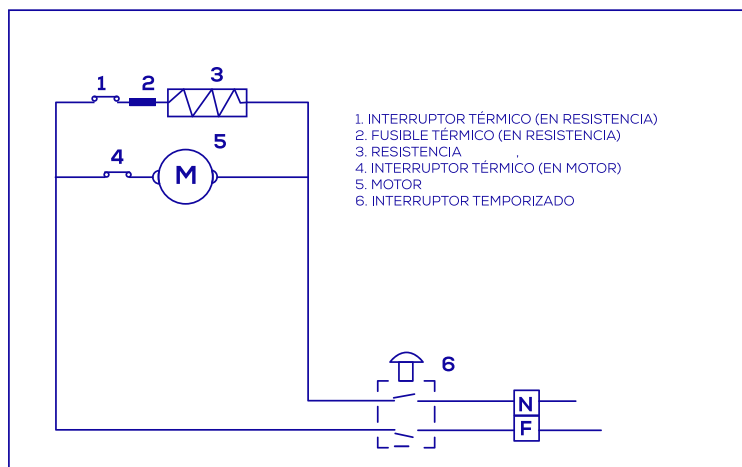 1
2
3
1. INTERRUPTOR TÉRMICO (EN RESISTENCIA)
2. FUSIBLE TÉRMICO (EN RESISTENCIA)
3. RESISTENCIA
4. INTERRUPTOR TÉRMICO (EN MOTOR)
5. MOTOR
6. INTERRUPTOR TEMPORIZADO
4
5
M
6
N
F